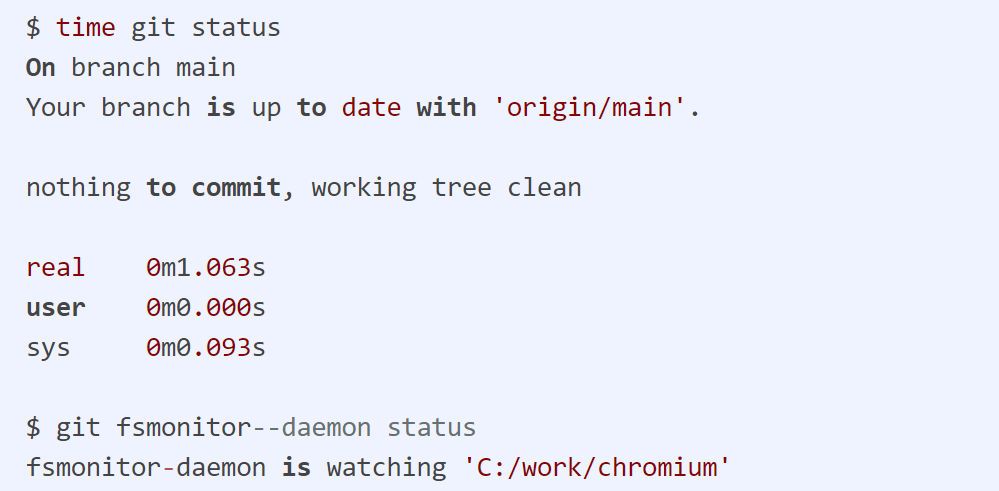 $ time git status
On branch main
Your branch is up to date with 'origin/main'.
nothing to commit, working tree clean
real    0m1.063s
user    0m0.000s
sys     0m0.093s
$ git fsmonitor--daemon status
fsmonitor-daemon is watching 'C:/work/chromium'